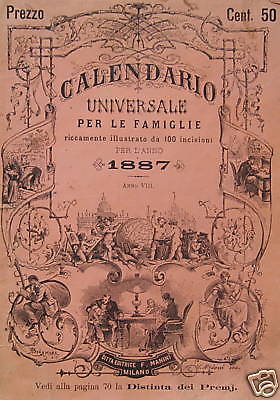 Prezzo Cent. 50
CALENDARIO
UNIVERSALE
PER LE FAMIGLIE
riccamente illustrato da 100 incisioni
PER L'ANNO
1887
ANNO VIII.
DITTA EDITRICE F. MANINI
MILANO
Vedi alla pagina 70 la Distinta dei Premj.